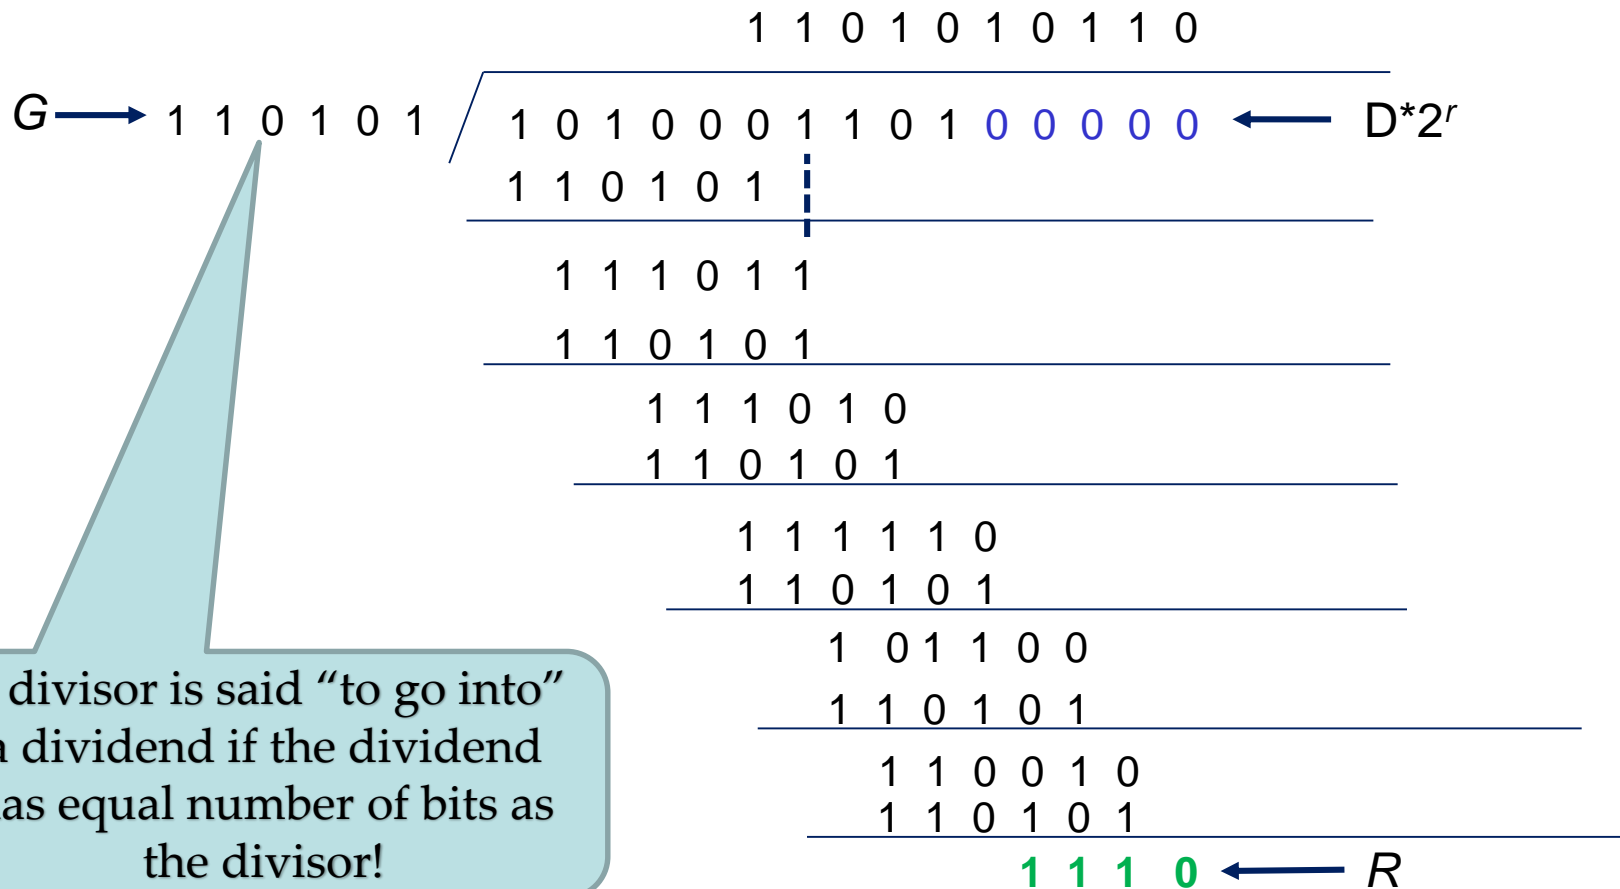 1 1 0 1 0 1 0 1 1 0
G 1 1 0 1 0 1 1 0 1 0 0 0 1 1 0 1 0 0 0 0 0 D*2r
1 1 0 1 0 1
1 1 1 0 1 1
1 1 0 1 0 1
1 1 1 0 1 0
1 1 0 1 0 1
1 1 1 1 1 0
1 1 0 1 0 1
1 0 1 1 0 0
1 1 0 1 0 1
1 1 0 0 1 0
1 1 0 1 0 1
1 1 1 0 R
divisor is said “to go into”
a dividend if the dividend
has equal number of bits as
the divisor!